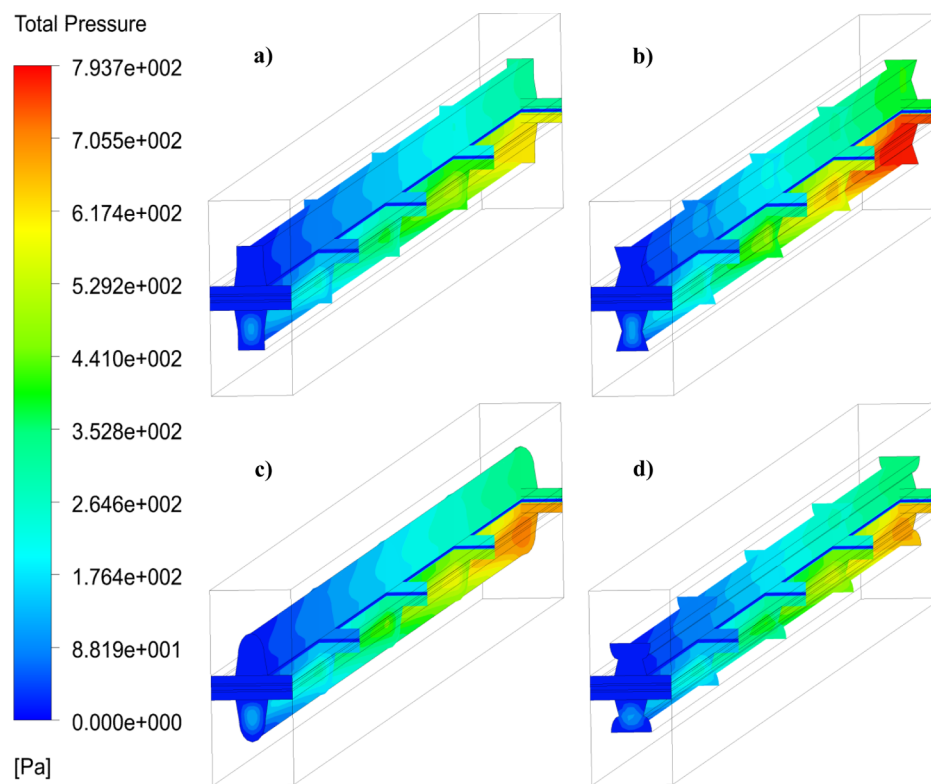 Total Pressure
a)
b)
7.937e+002
7.055e+002
6.174e+002
5.292e+002
4.410e+002
3.528e+002
2.646e+002
1.764e+002
8.819e+001
0.000e+000
[Pa]
c)
d)